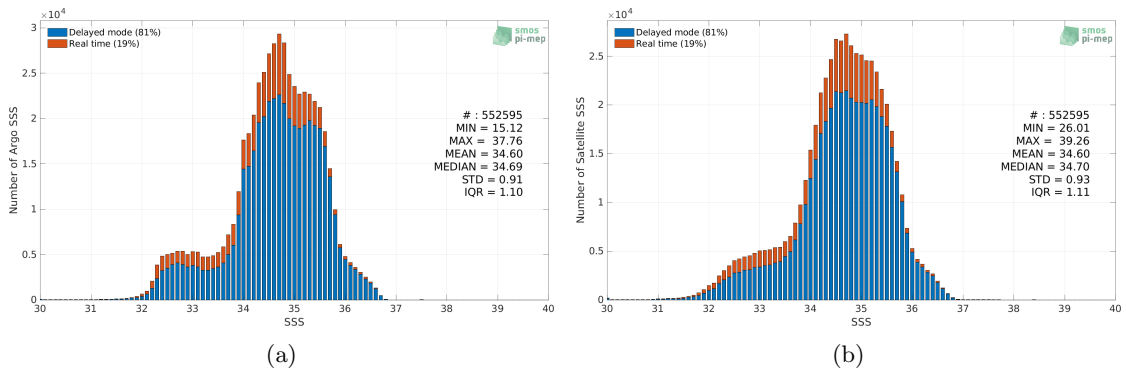 ×10⁴
Delayed mode (81%)
Real time (19%)
smos
pi-mep
# : 552595
MIN = 15.12
MAX = 37.76
MEAN = 34.60
MEDIAN = 34.69
STD = 0.91
IQR = 1.10
Number of Argo SSS
3
2.5
2
1.5
1
0.5
0
30 31 32 33 34 35 36 37 38 39 40
SSS
(a)
×10⁴
Delayed mode (81%)
Real time (19%)
smos
pi-mep
# : 552595
MIN = 26.01
MAX = 39.26
MEAN = 34.60
MEDIAN = 34.70
STD = 0.93
IQR = 1.11
Number of Satellite SSS
2.5
2
1.5
1
0.5
0
30 31 32 33 34 35 36 37 38 39 40
SSS
(b)